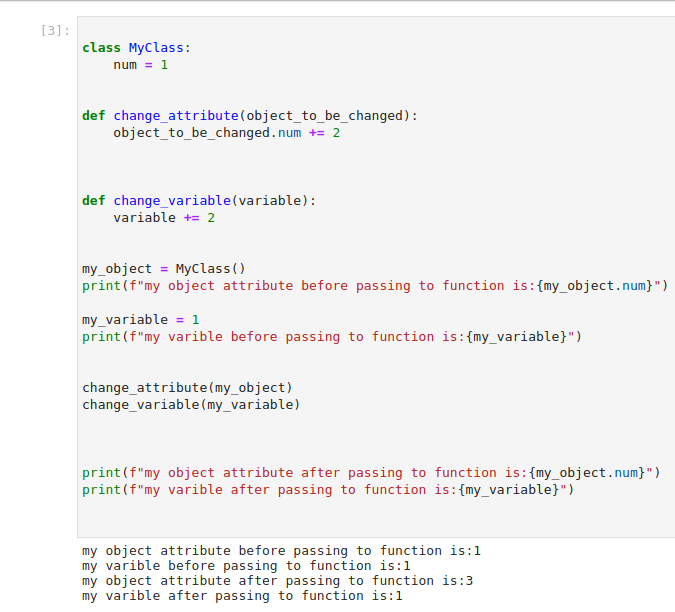 [3]:
class MyClass:
    num = 1
def change_attribute(object_to_be_changed):
    object_to_be_changed.num += 2
def change_variable(variable):
    variable += 2
my_object = MyClass()
print(f"my object attribute before passing to function is:{my_object.num}")
my_variable = 1
print(f"my varible before passing to function is:{my_variable}")
change_attribute(my_object)
change_variable(my_variable)
print(f"my object attribute after passing to function is:{my_object.num}")
print(f"my varible after passing to function is:{my_variable}")
my object attribute before passing to function is:1
my varible before passing to function is:1
my object attribute after passing to function is:3
my varible after passing to function is:1